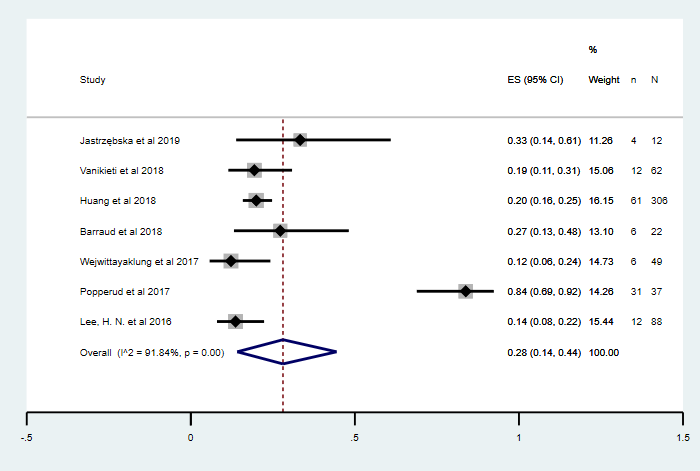 %
Study ES (95% CI) Weight n N
Jastrzębska et al 2019 0.33 (0.14, 0.61) 11.26 4 12
Vanikieti et al 2018 0.19 (0.11, 0.31) 15.06 12 62
Huang et al 2018 0.20 (0.16, 0.25) 16.15 61 306
Barraud et al 2018 0.27 (0.13, 0.48) 13.10 6 22
Wejwittayaklung et al 2017 0.12 (0.06, 0.24) 14.73 6 49
Popperud et al 2017 0.84 (0.69, 0.92) 14.26 31 37
Lee, H. N. et al 2016 0.14 (0.08, 0.22) 15.44 12 88
Overall (I^2 = 91.84%, p = 0.00) 0.28 (0.14, 0.44) 100.00
-.5 0 .5 1 1.5